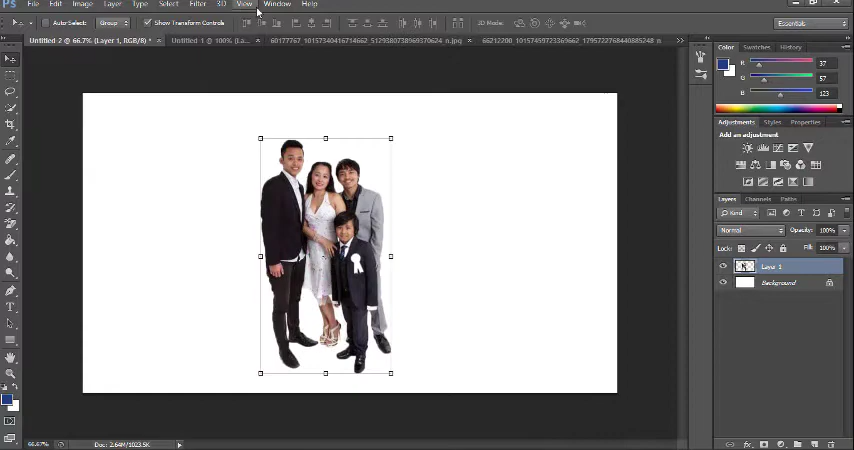 Ps File Edit Image Layer Type Select Filter 3D View Window Help
Auto-Select: Group Show Transform Controls 3D Mode: Essentials
Untitled-2 @ 66.7% (Layer 1, RGB/8) * × Untitled-1 @ 100% (La... × 60177767_10157340416714662_5129380738969370624_n.jpg × 66212200_10157459723369662_1795722768440885248_n
Color Swatches History
R 37
G 57
B 123
Adjustments Styles Properties
Add an adjustment
Layers Channels Paths
Kind
Normal Opacity: 100%
Lock: Fill: 100%
Layer 1
Background
66.67% Doc: 2.64M/1023.5K